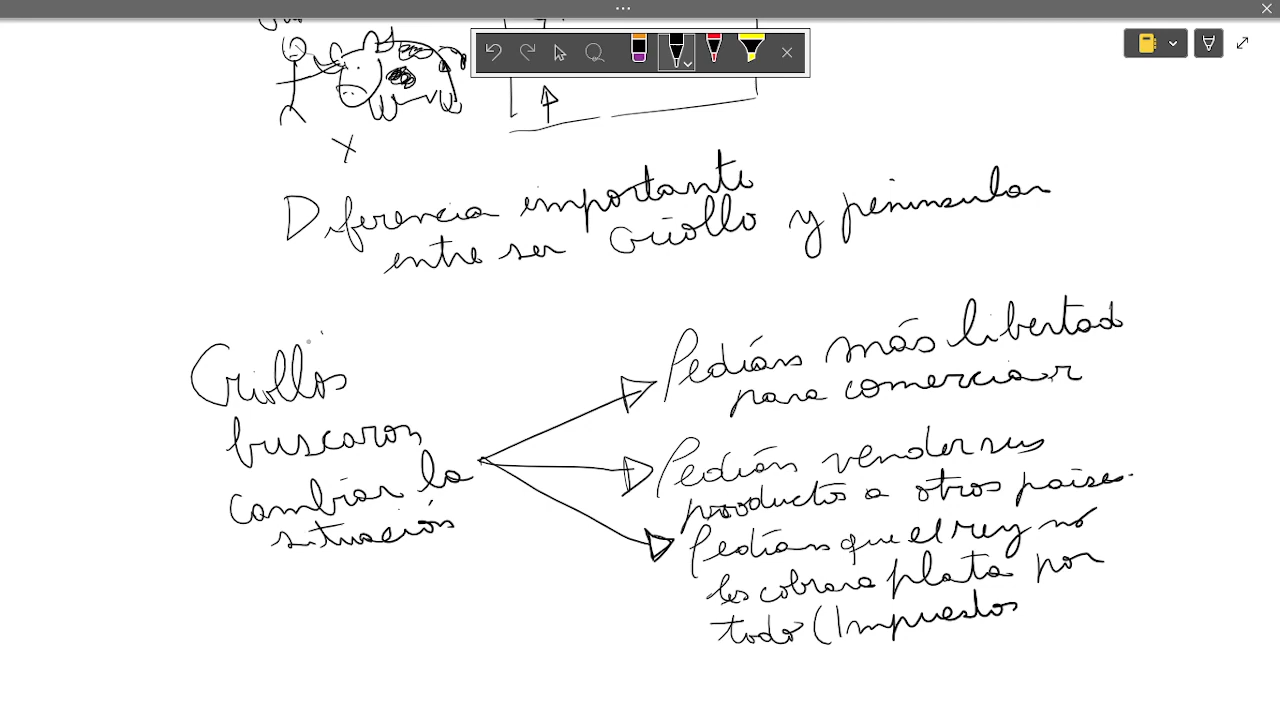 Diferencia importante
entre ser criollo y peninsular
Criollos
buscaron
cambiar la
situación
Pedían más libertad
para comerciar
Pedían vender sus
productos a otros países.
Pedían que el rey no
les cobrara plata por
todo (Impuestos